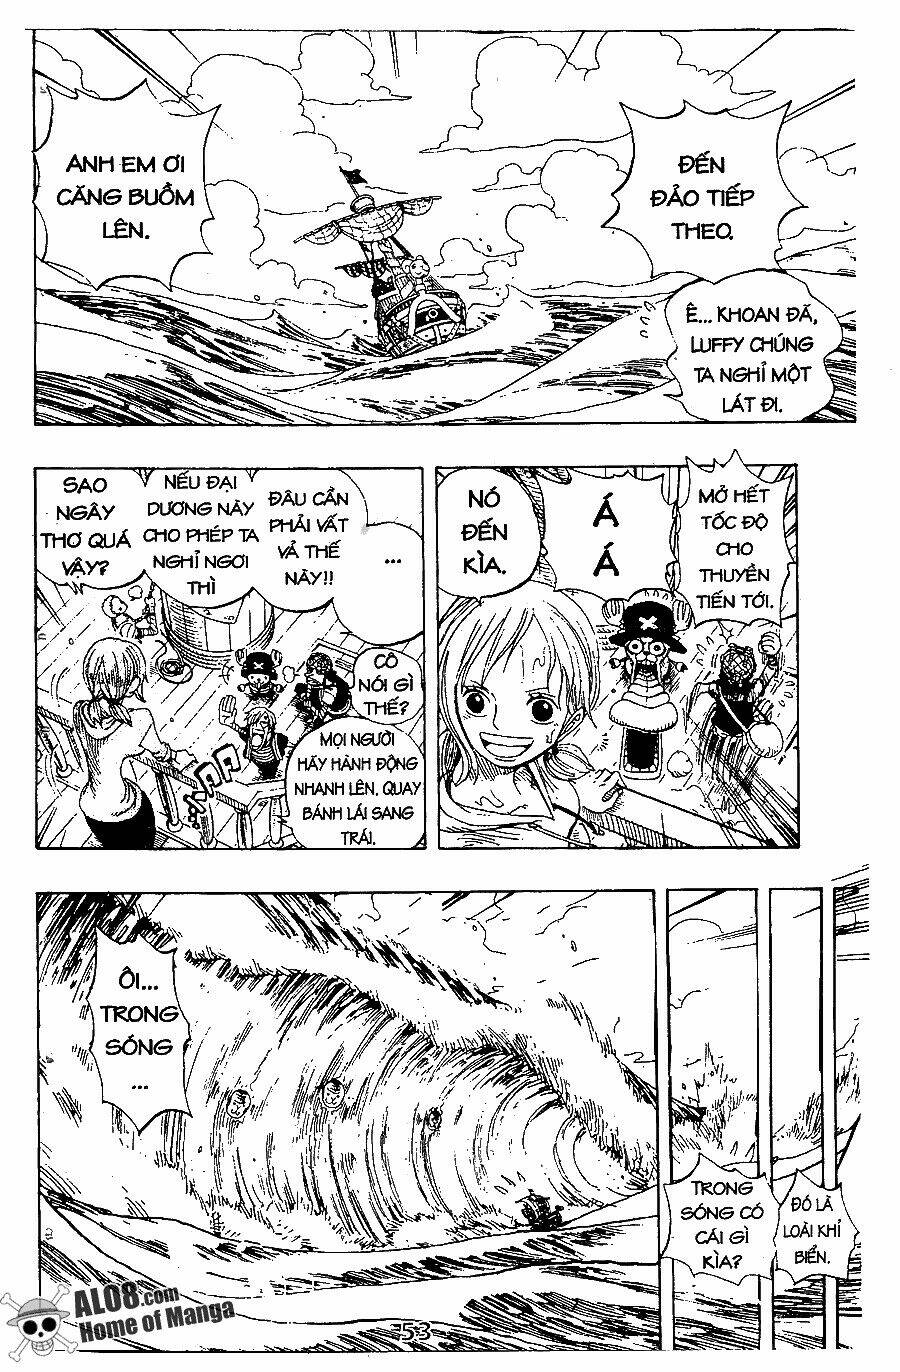 ĐẾN
ĐẢO TIẾP
THEO.
ANH EM ƠI
CĂNG BUỒM
LÊN.
Ê... KHOAN ĐÃ,
LUFFY CHÚNG
TA NGHỈ MỘT
LÁT ĐI.
MỞ HẾT
TỐC ĐỘ
CHO
THUYỀN
TIẾN TỚI.
Á
Á
NÓ
ĐẾN
KÌA.
...
ĐÂU CẦN
PHẢI VẤT
VẢ THẾ
NÀY!!
NẾU ĐẠI
DƯƠNG NÀY
CHO PHÉP TA
NGHỈ NGƠI
THÌ
SAO
NGÂY
THƠ QUÁ
VẬY?
CÔ
NÓI GÌ
THẾ?
MỌI NGƯỜI
HÃY HÀNH ĐỘNG
NHANH LÊN, QUAY
BÁNH LÁI SANG
TRÁI.
ĐÓ LÀ
LOÀI KHỈ
BIỂN.
TRONG
SÓNG CÓ
CÁI GÌ
KÌA?
ÔI...
TRONG
SÓNG
...
AL08.com
Home of Manga
53